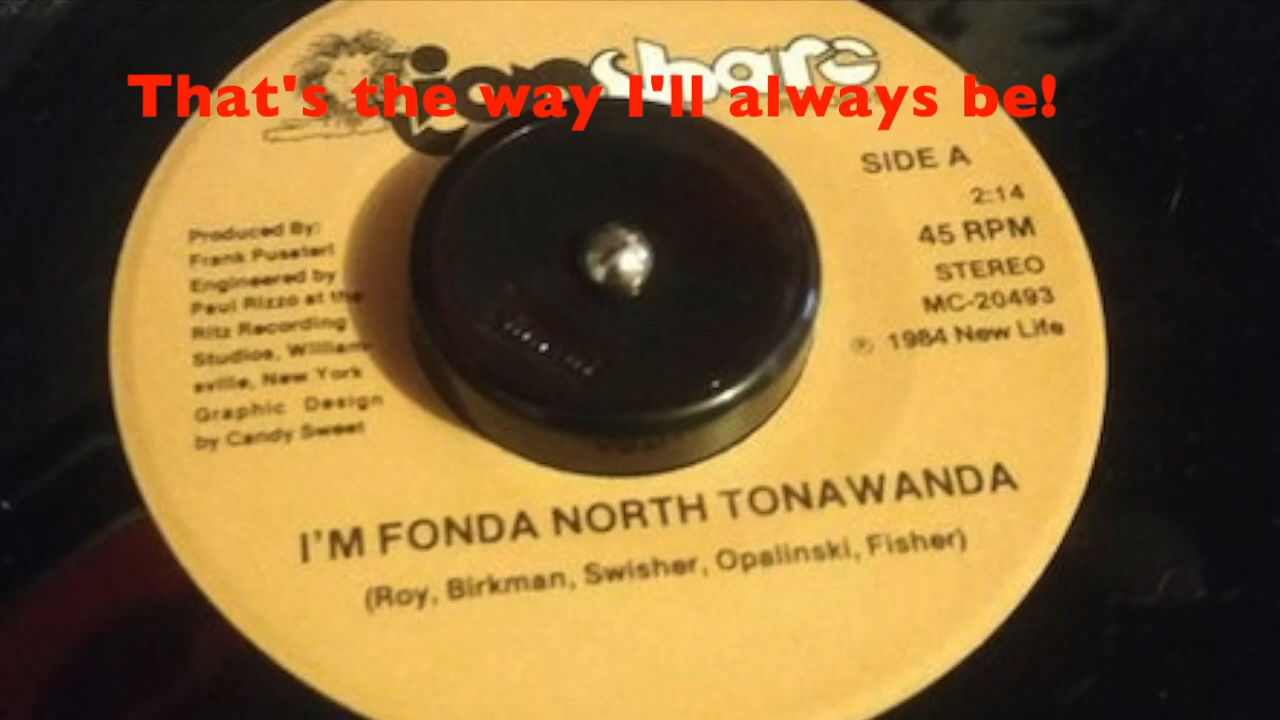 lionshare
That's the way I'll always be!
SIDE A
2:14
45 RPM
STEREO
MC-20493
℗ 1984 New Life
Produced By:
Frank Pusateri
Engineered by
Paul Rizzo at the
Ritz Recording
Studios, William-
sville, New York
Graphic Design
by Candy Sweet
I'M FONDA NORTH TONAWANDA
(Roy, Birkman, Swisher, Opalinski, Fisher)